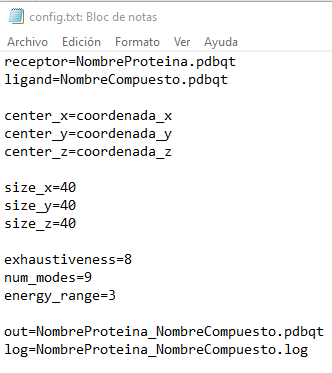 config.txt: Bloc de notas
Archivo Edición Formato Ver Ayuda
receptor=NombreProteina.pdbqt
ligand=NombreCompuesto.pdbqt
center_x=coordenada_x
center_y=coordenada_y
center_z=coordenada_z
size_x=40
size_y=40
size_z=40
exhaustiveness=8
num_modes=9
energy_range=3
out=NombreProteina_NombreCompuesto.pdbqt
log=NombreProteina_NombreCompuesto.log